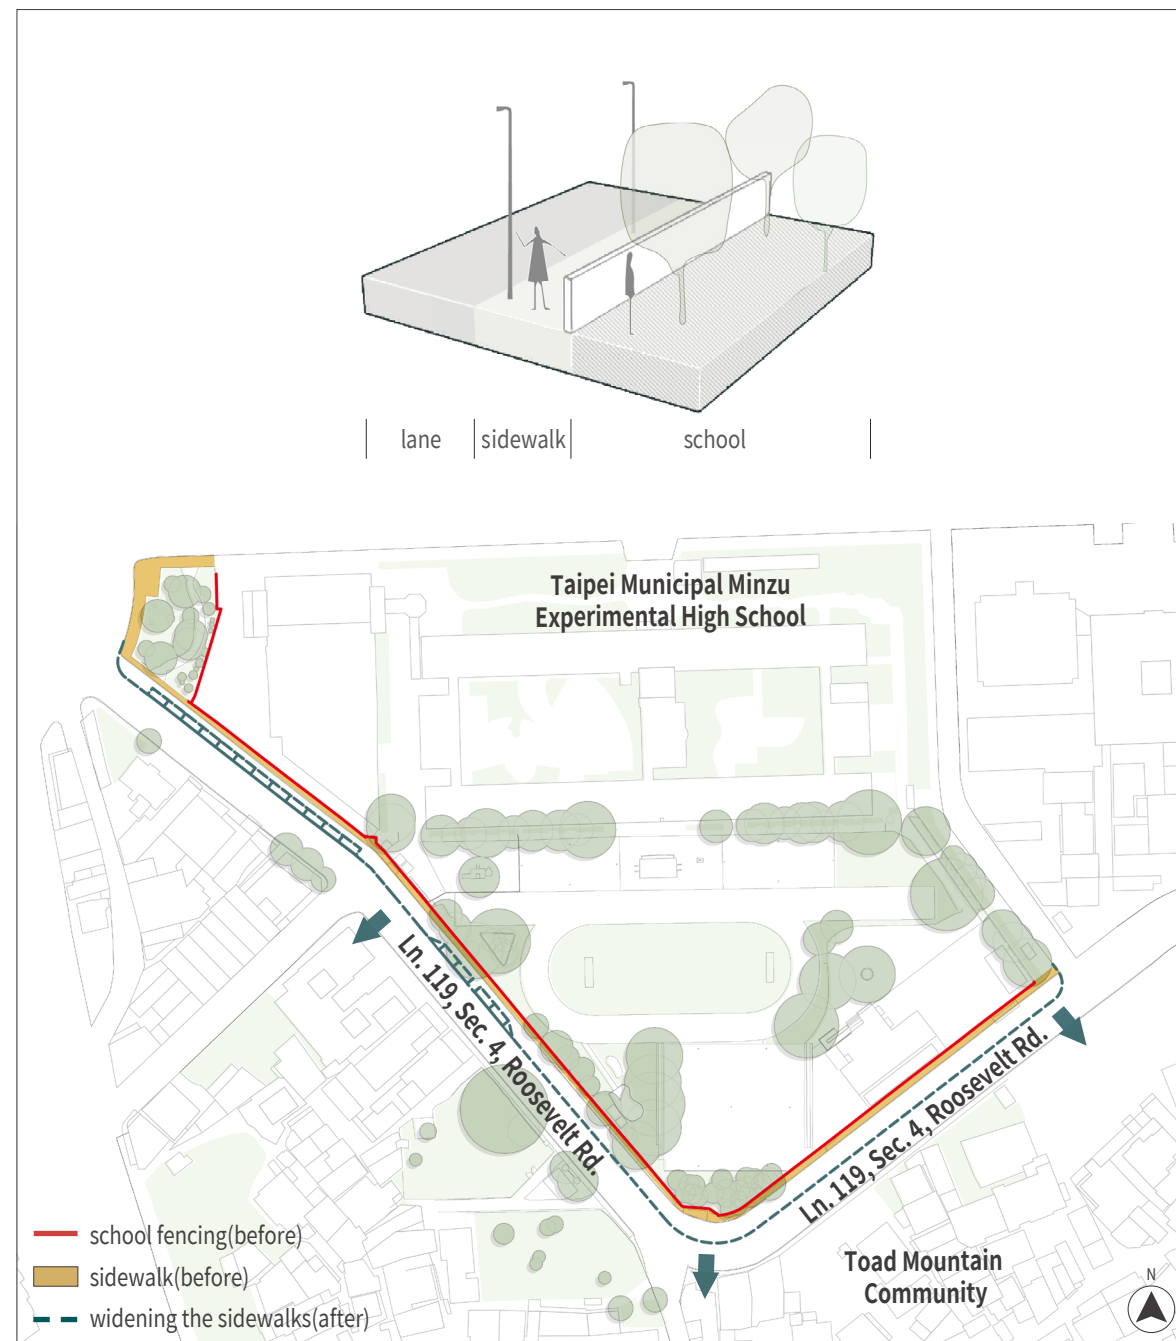 lane
sidewalk
school
Taipei Municipal Minzu
Experimental High School
Ln. 119, Sec. 4, Roosevelt Rd.
Ln. 119, Sec. 4, Roosevelt Rd.
Toad Mountain
Community
school fencing(before)
sidewalk(before)
widening the sidewalks(after)
N